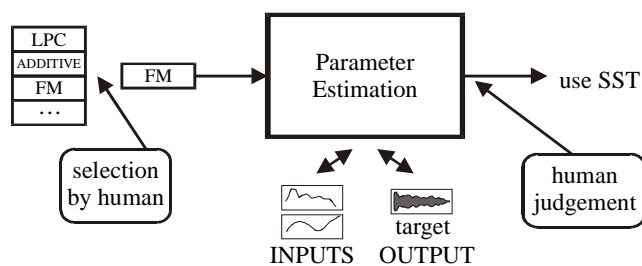 LPC
ADDITIVE
FM
...
FM
Parameter
Estimation
use SST
selection
by human
human
judgement
INPUTS
target
OUTPUT